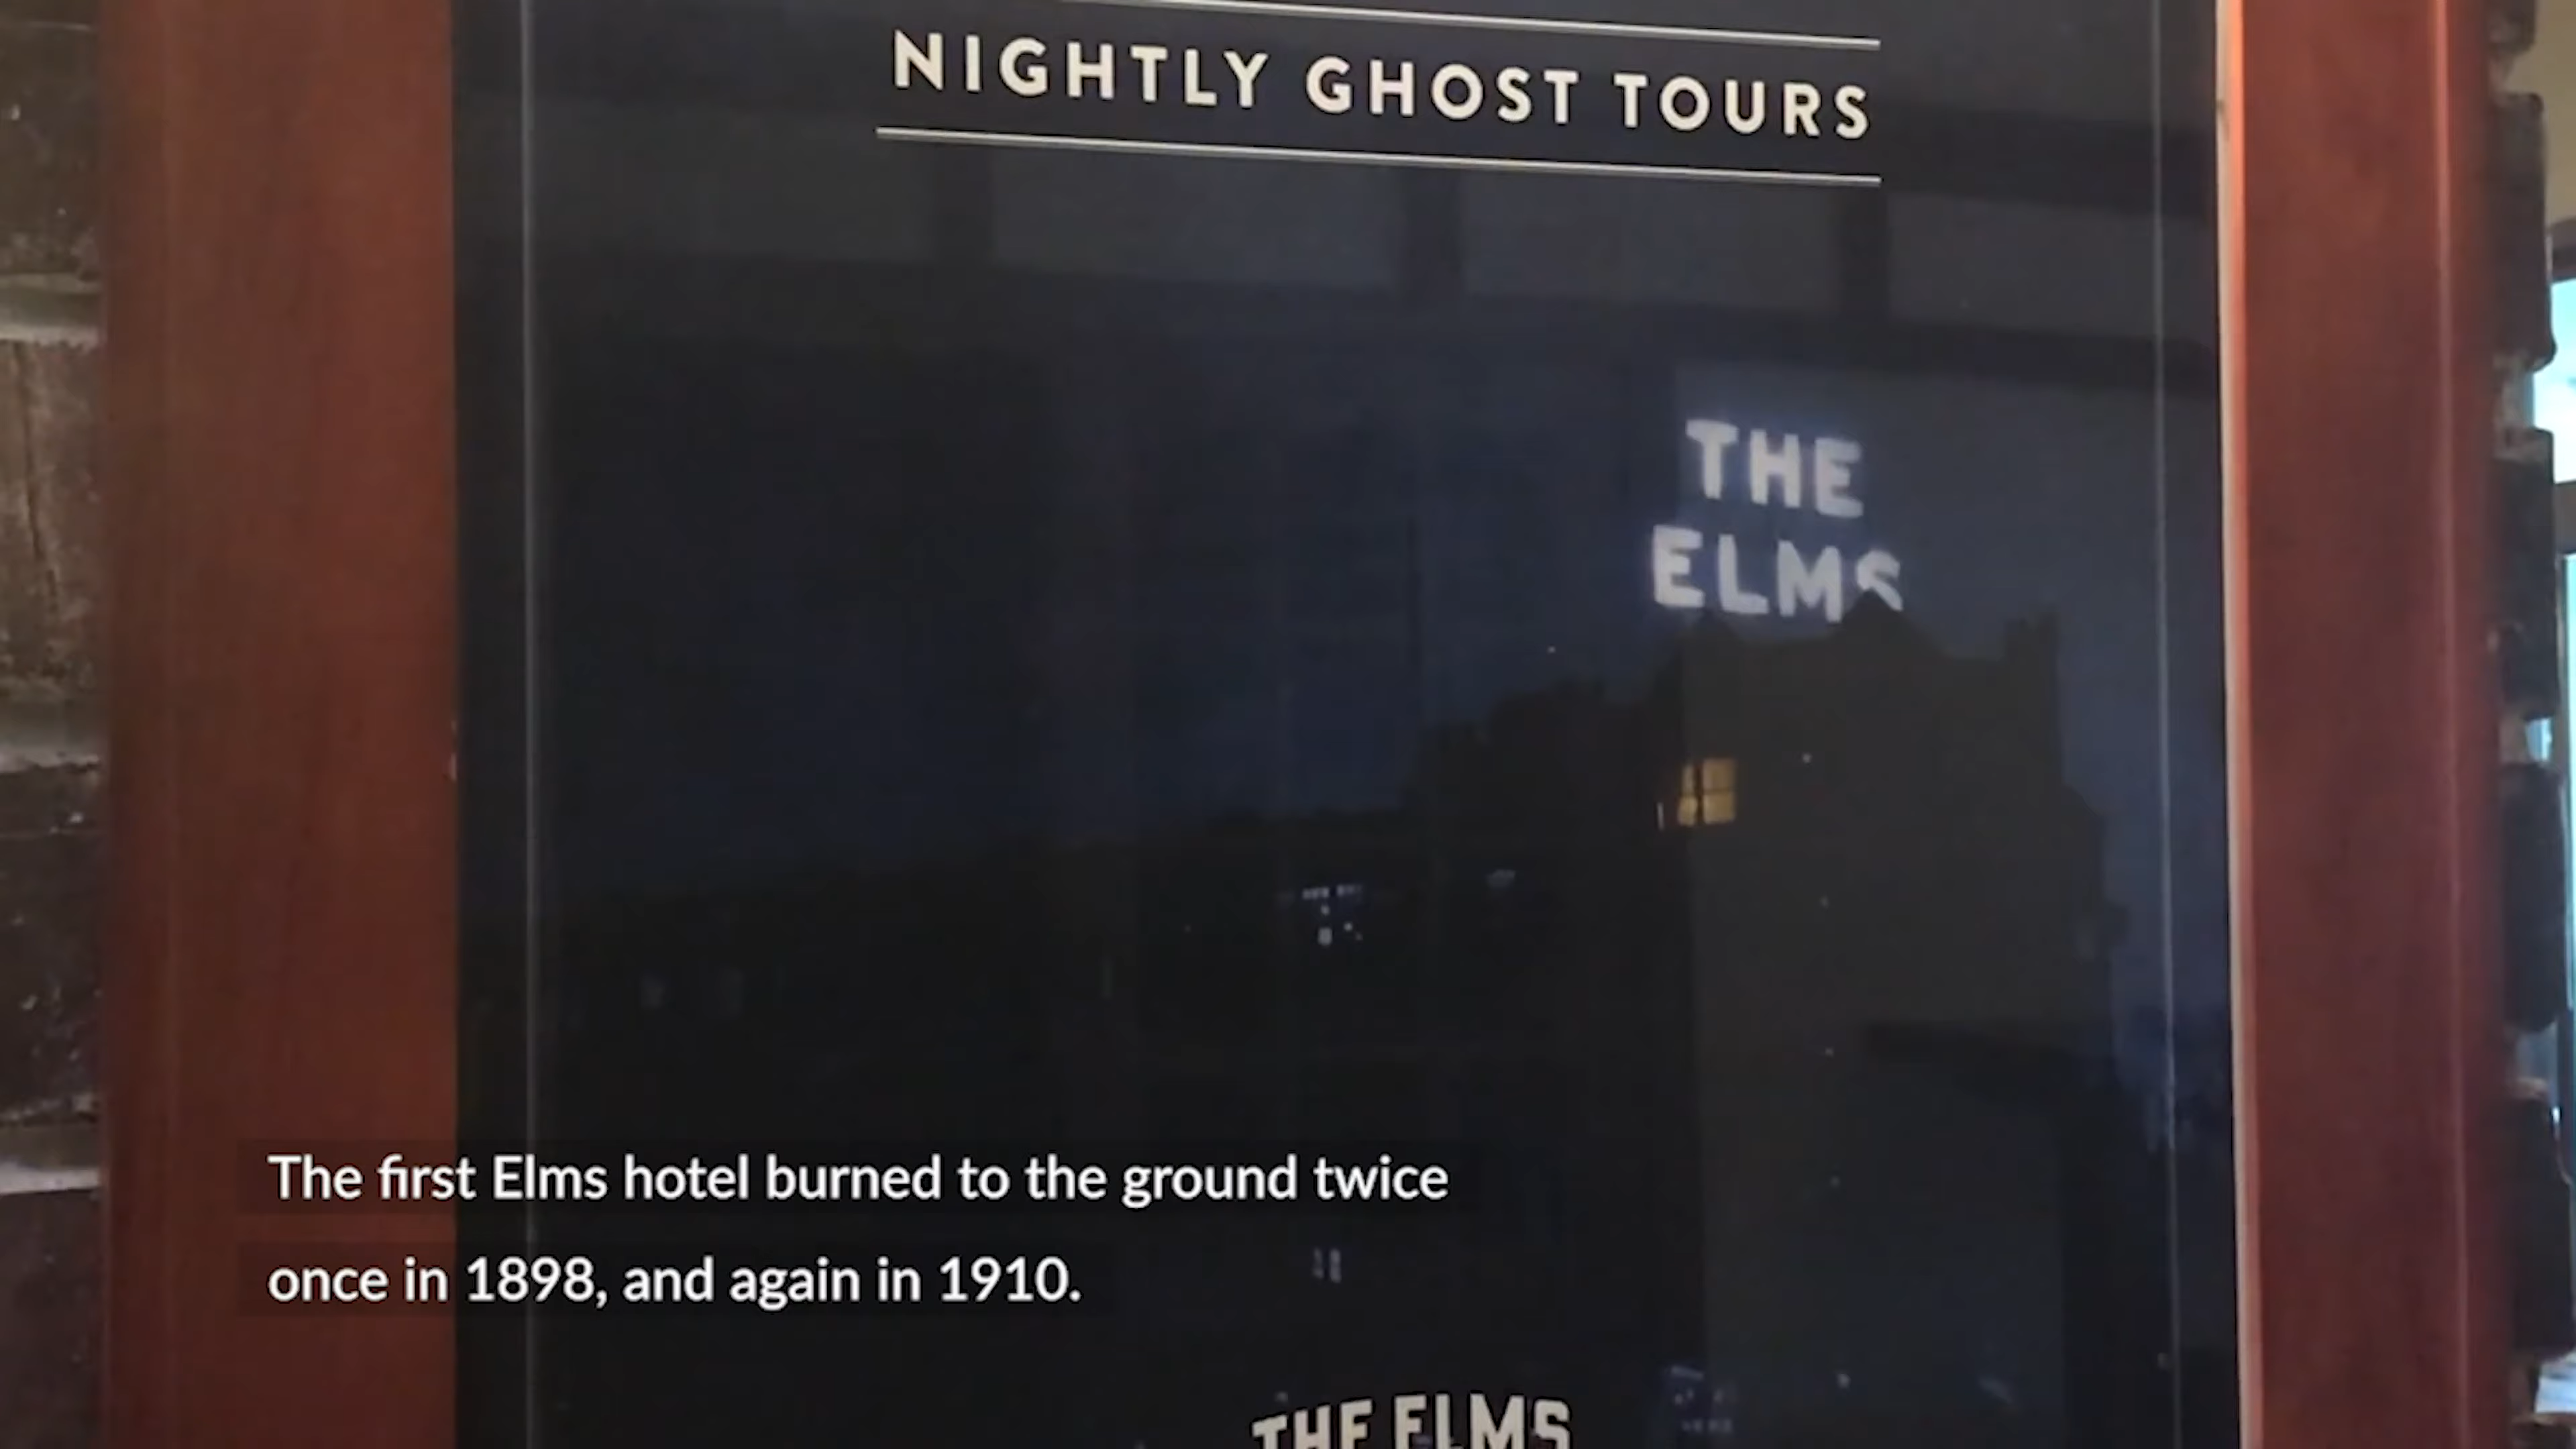 NIGHTLY GHOST TOURS
THE
ELMS
The first Elms hotel burned to the ground twice
once in 1898, and again in 1910.
THE ELMS